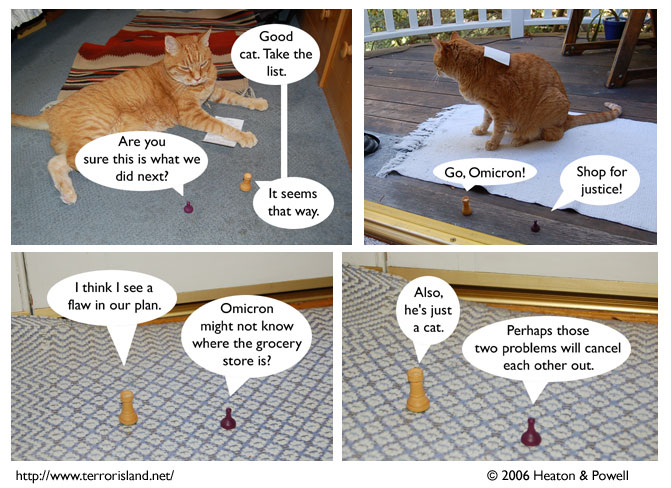 Good
cat. Take the
list.
Are you
sure this is what we
did next?
It seems
that way.
Go, Omicron!
Shop for
justice!
I think I see a
flaw in our plan.
Omicron
might not know
where the grocery
store is?
Also,
he's just
a cat.
Perhaps those
two problems will cancel
each other out.
http://www.terrorisland.net/
© 2006 Heaton & Powell